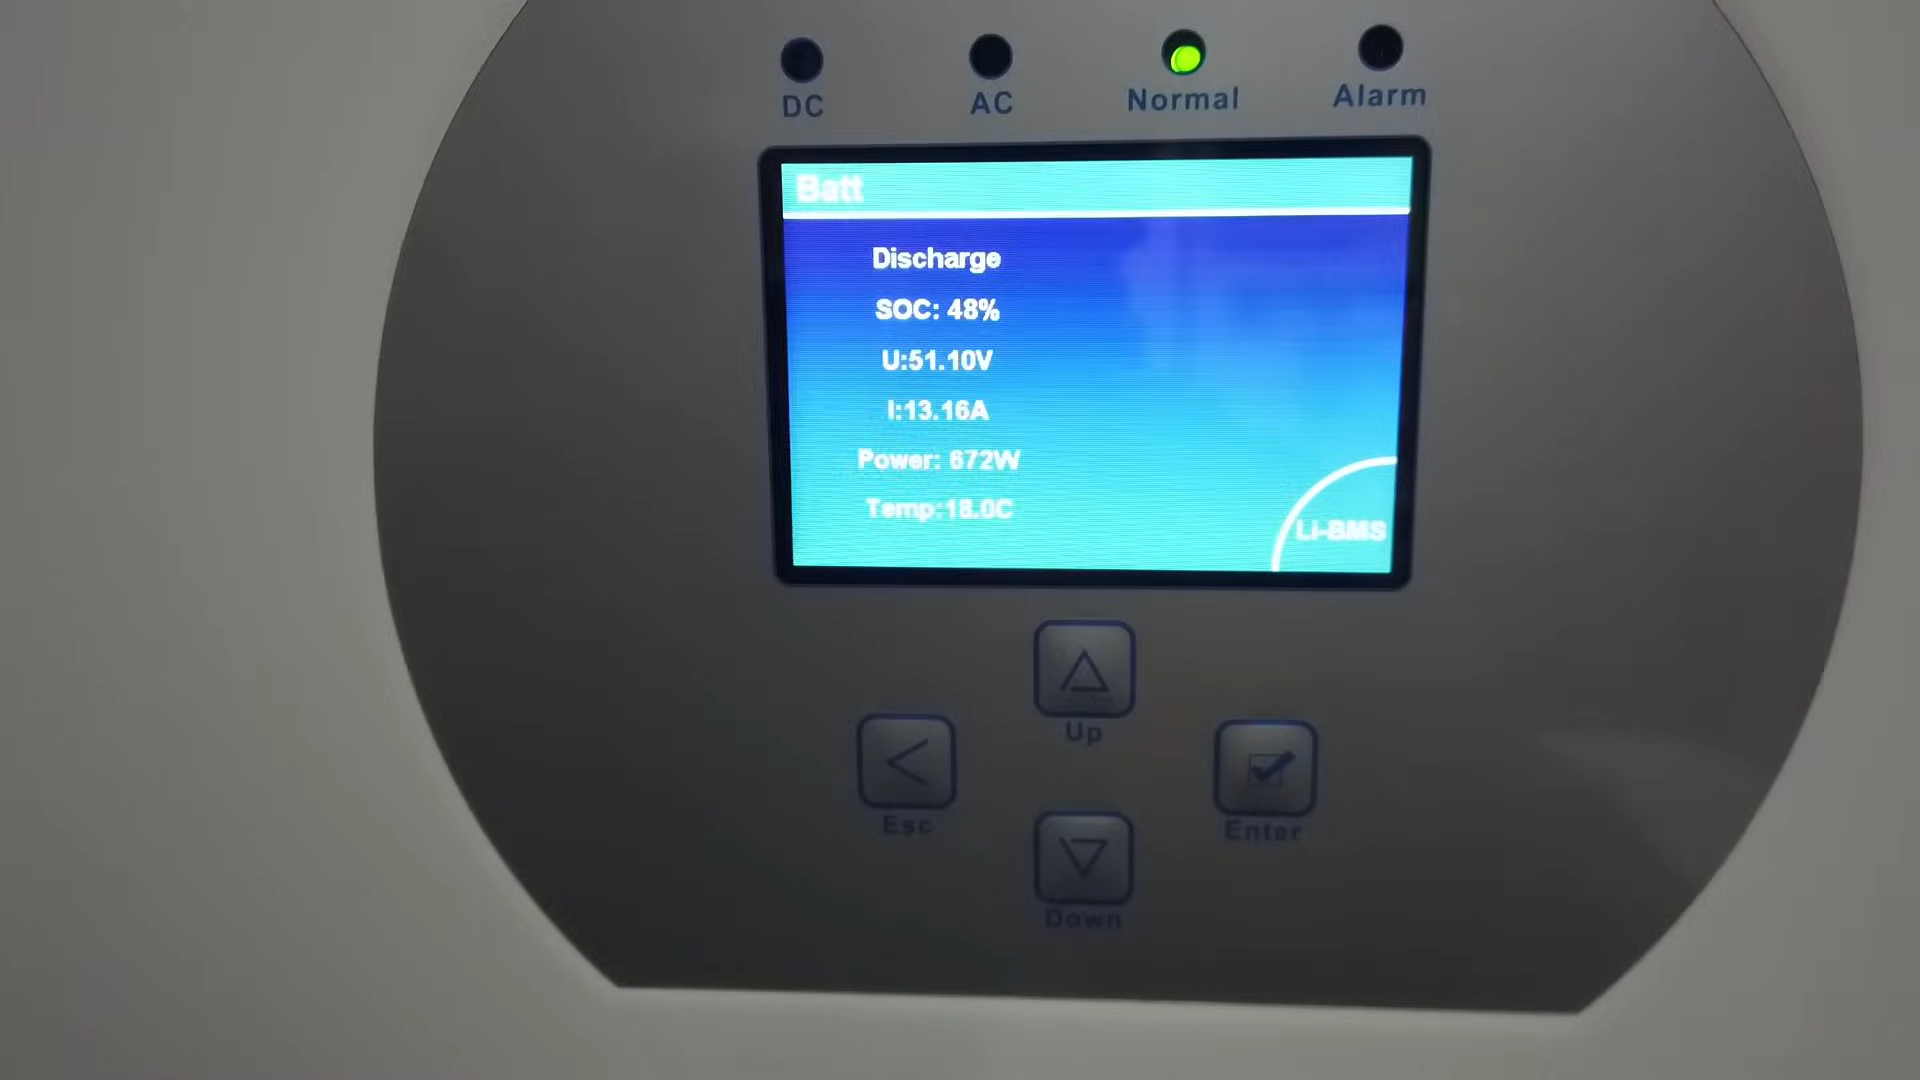 DC AC Normal Alarm
Batt
Discharge
SOC: 48%
U:51.10V
I:13.16A
Power: 672W
Temp:18.0C
Li-BMS
Up
Esc
Enter
Down